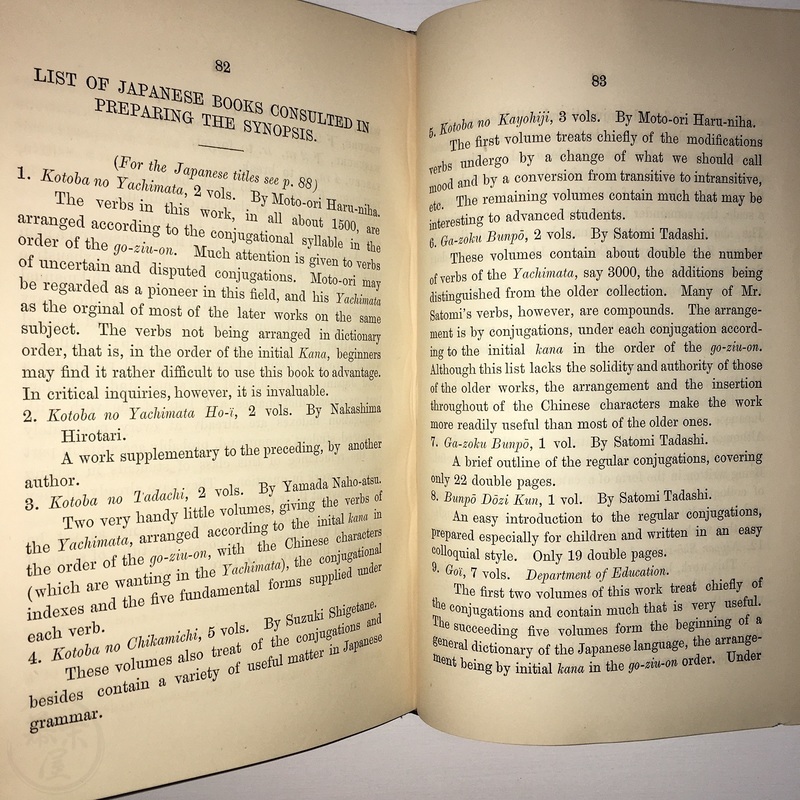 82
LIST OF JAPANESE BOOKS CONSULTED IN
PREPARING THE SYNOPSIS.
(For the Japanese titles see p. 88)
1. Kotoba no Yachimata, 2 vols. By Moto-ori Haru-niha.
The verbs in this work, in all about 1500, are
arranged according to the conjugational syllable in the
order of the go-ziu-on. Much attention is given to verbs
of uncertain and disputed conjugations. Moto-ori may
be regarded as a pioneer in this field, and his Yachimata
as the orginal of most of the later works on the same
subject. The verbs not being arranged in dictionary
order, that is, in the order of the initial Kana, beginners
may find it rather difficult to use this book to advantage.
In critical inquiries, however, it is invaluable.
2. Kotoba no Yachimata Ho-ï, 2 vols. By Nakashima
Hirotari.
A work supplementary to the preceding, by another
author.
3. Kotoba no Tadachi, 2 vols. By Yamada Naho-atsu.
Two very handy little volumes, giving the verbs of
the Yachimata, arranged according to the inital kana in
the order of the go-ziu-on, with the Chinese characters
(which are wanting in the Yachimata), the conjugational
indexes and the five fundamental forms supplied under
each verb.
4. Kotoba no Chikamichi, 5 vols. By Suzuki Shigetane.
These volumes also treat of the conjugations and
besides contain a variety of useful matter in Japanese
grammar.
83
5. Kotoba no Kayohiji, 3 vols. By Moto-ori Haru-niha.
The first volume treats chiefly of the modifications
verbs undergo by a change of what we should call
mood and by a conversion from transitive to intransitive,
etc. The remaining volumes contain much that may be
interesting to advanced students.
6. Ga-zoku Bunpō, 2 vols. By Satomi Tadashi.
These volumes contain about double the number
of verbs of the Yachimata, say 3000, the additions being
distinguished from the older collection. Many of Mr.
Satomi's verbs, however, are compounds. The arrange-
ment is by conjugations, under each conjugation accord-
ing to the initial kana in the order of the go-ziu-on.
Although this list lacks the solidity and authority of those
of the older works, the arrangement and the insertion
throughout of the Chinese characters make the work
more readily useful than most of the older ones.
7. Ga-zoku Bunpō, 1 vol. By Satomi Tadashi.
A brief outline of the regular conjugations, covering
only 22 double pages.
8. Bunpō Dōzi Kun, 1 vol. By Satomi Tadashi.
An easy introduction to the regular conjugations,
prepared especially for children and written in an easy
colloquial style. Only 19 double pages.
9. Goï, 7 vols. Department of Education.
The first two volumes of this work treat chiefly of
the conjugations and contain much that is very useful.
The succeeding five volumes form the beginning of a
general dictionary of the Japanese language, the arrange-
ment being by initial kana in the go-ziu-on order. Under